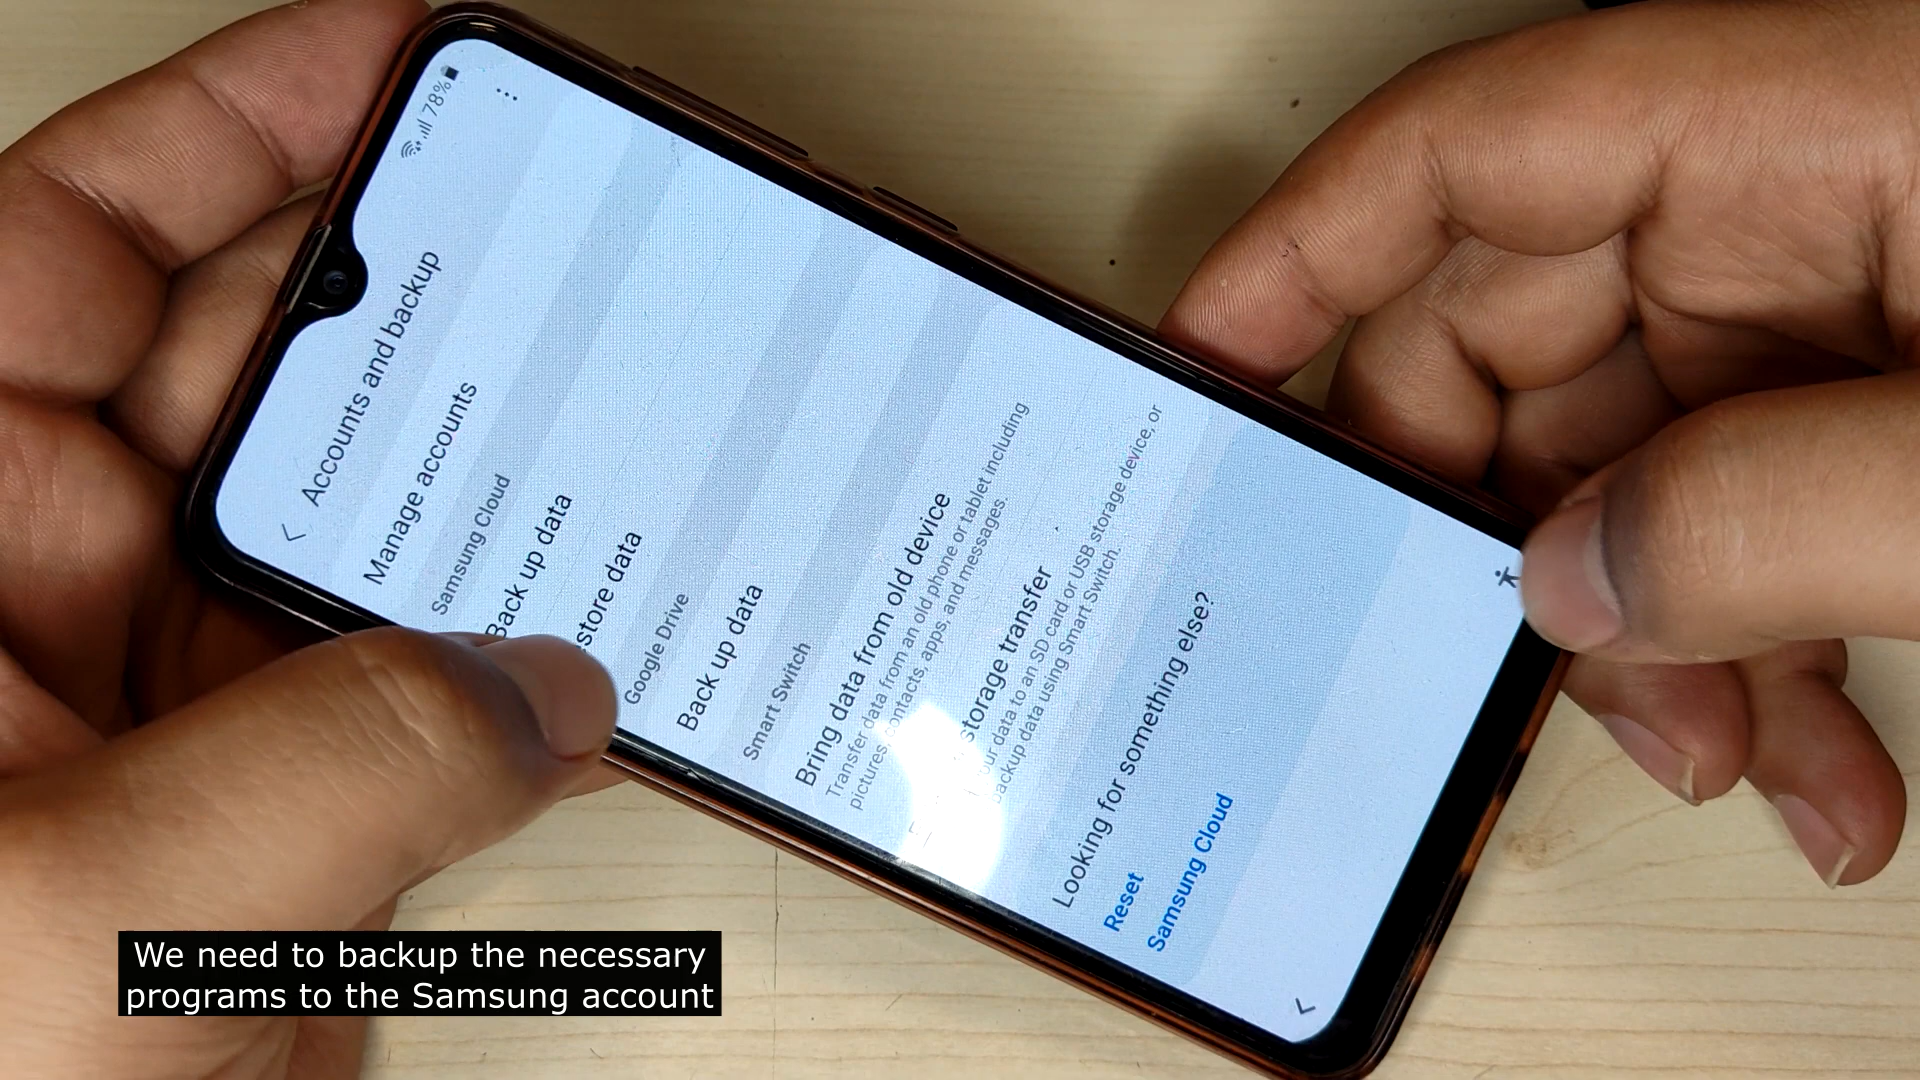 78%
Accounts and backup
Manage accounts
Samsung Cloud
Back up data
store data
Google Drive
Back up data
Smart Switch
Bring data from old device
Transfer data from an old phone or tablet including
pictures, contacts, apps, and messages.
storage transfer
your data to an SD card or USB storage device, or
backup data using Smart Switch.
Looking for something else?
Reset
Samsung Cloud
We need to backup the necessary
programs to the Samsung account